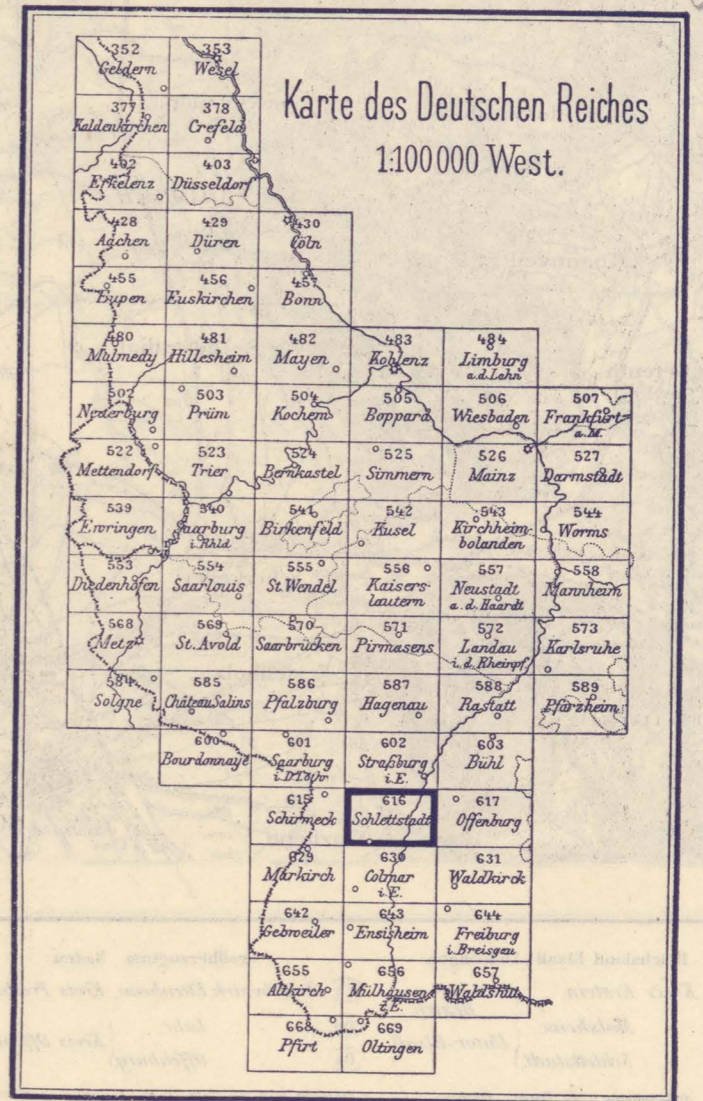 Karte des Deutschen Reiches
1:100000 West.
352 353
Geldern Wesel
377 378
Kaldenkirchen Crefeld
402 403
Erkelenz Düsseldorf
428 429 430
Aachen Düren Cöln
455 456 457
Eupen Euskirchen Bonn
480 481 482 483 484
Malmedy Hillesheim Mayen Koblenz Limburg
a.d.Lahn
502 503 504 505 506 507
Neuerburg Prüm Kochem Boppard Wiesbaden Frankfurt
a.M.
522 523 524 525 526 527
Mettendorf Trier Bernkastel Simmern Mainz Darmstadt
539 540 541 542 543 544
Ewringen Saarburg Birkenfeld Kusel Kirchheim Worms
i.Rhld bolanden
553 554 555 556 557 558
Diedenhofen Saarlouis St.Wendel Kaisers- Neustadt Mannheim
lautern a.d.Haardt
568 569 570 571 572 573
Metz St.Avold Saarbrücken Pirmasens Landau Karlsruhe
i.d.Rheinpf.
584 585 586 587 588 589
Solgne Château Salins Pfalzburg Hagenau Rastatt Pforzheim
600 601 602 603
Bourdonnaye Saarburg Straßburg Bühl
i.D.Lothr i.E.
615 616 617
Schirmeck Schlettstadt Offenburg
629 630 631
Markirch Colmar Waldkirch
i.E.
642 643 644
Gebweiler Ensisheim Freiburg
i.Breisgau
655 656 657
Altkirch Mülhausen Waldshut
i.E.
668 669
Pfirt Oltingen